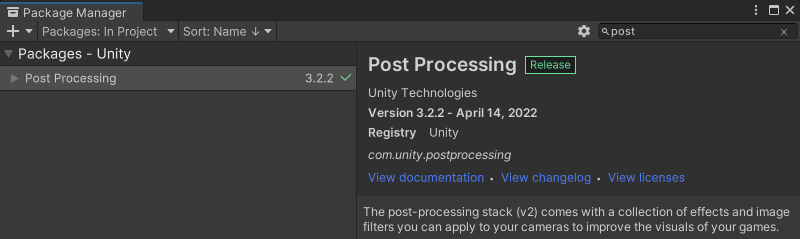 Package Manager
Packages: In Project Sort: Name ↓ post
Packages - Unity
Post Processing 3.2.2
Post Processing Release
Unity Technologies
Version 3.2.2 - April 14, 2022
Registry Unity
com.unity.postprocessing
View documentation • View changelog • View licenses
The post-processing stack (v2) comes with a collection of effects and image
filters you can apply to your cameras to improve the visuals of your games.